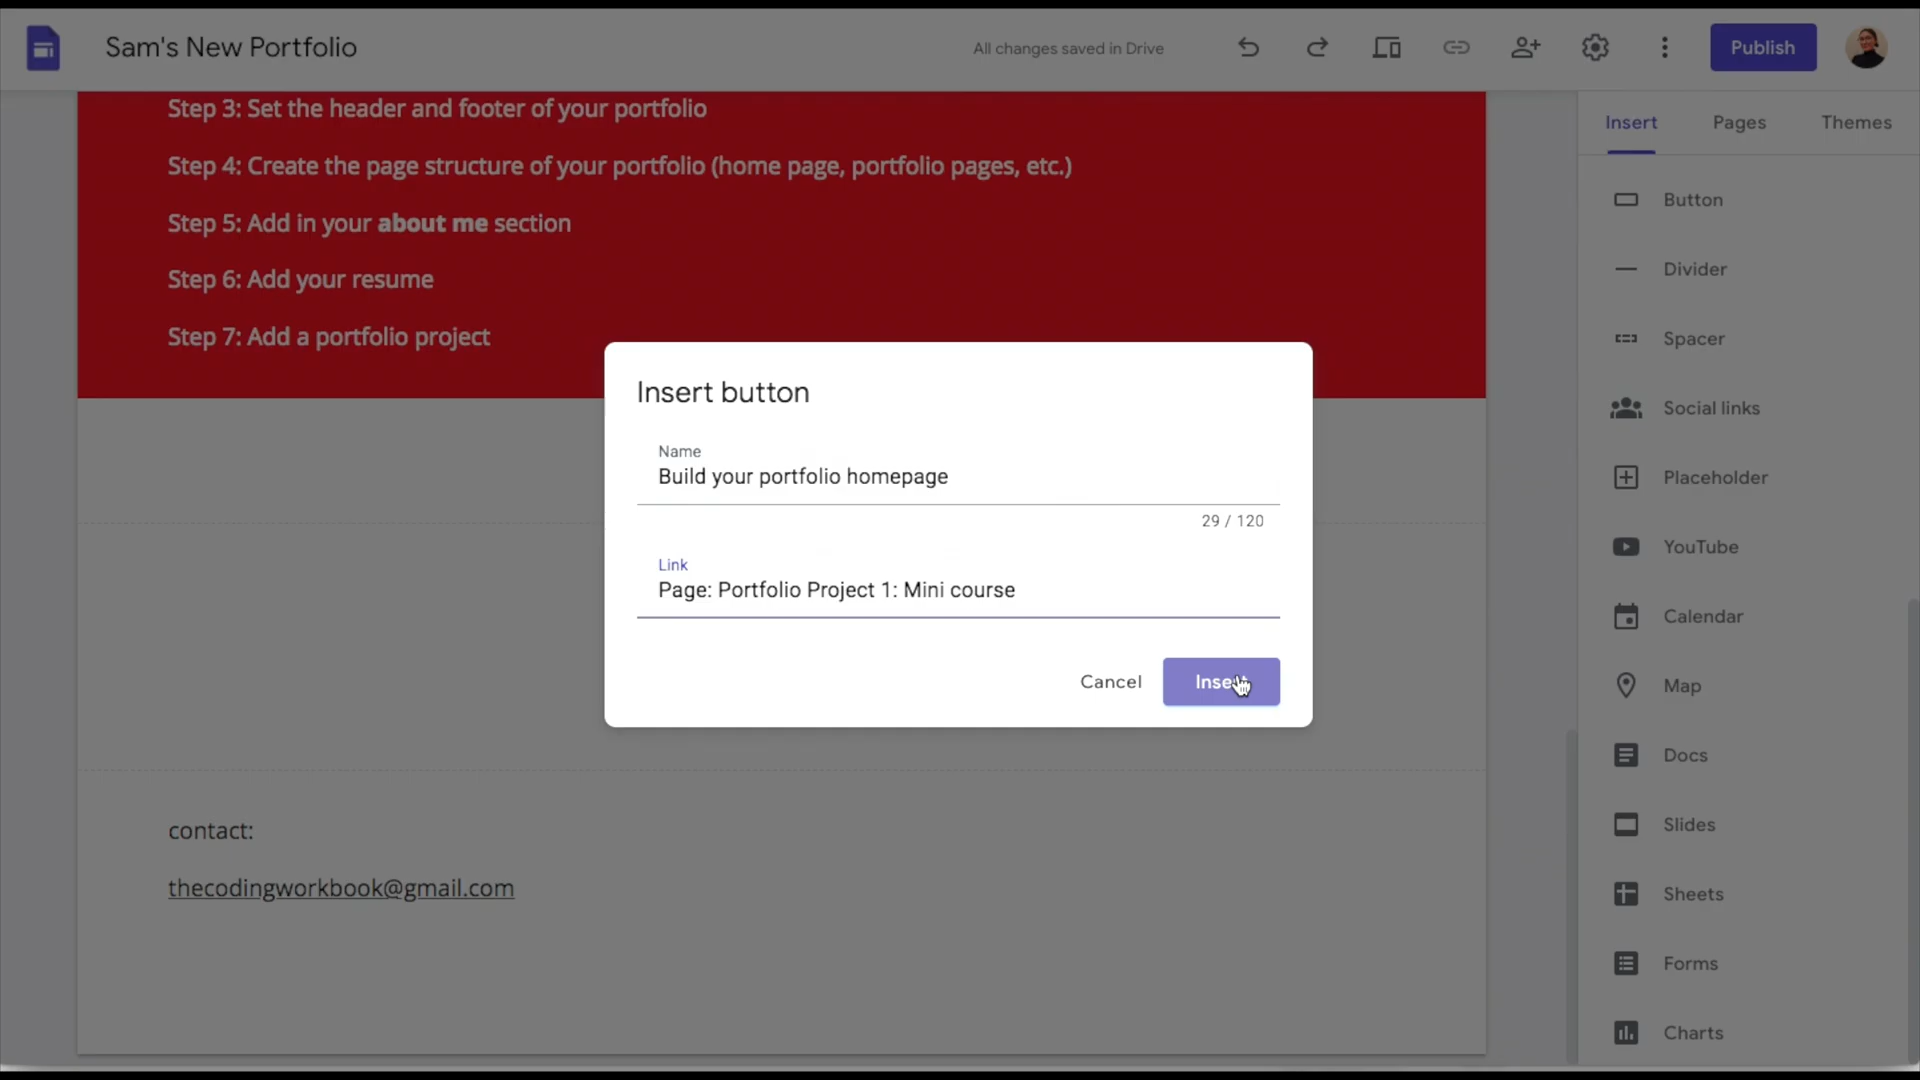 Sam's New Portfolio
All changes saved in Drive
Publish
Step 3: Set the header and footer of your portfolio
Step 4: Create the page structure of your portfolio (home page, portfolio pages, etc.)
Step 5: Add in your about me section
Step 6: Add your resume
Step 7: Add a portfolio project
Insert button
Name
Build your portfolio homepage
29 / 120
Link
Page: Portfolio Project 1: Mini course
Cancel
Insert
contact:
thecodingworkbook@gmail.com
Insert
Pages
Themes
Button
Divider
Spacer
Social links
Placeholder
YouTube
Calendar
Map
Docs
Slides
Sheets
Forms
Charts